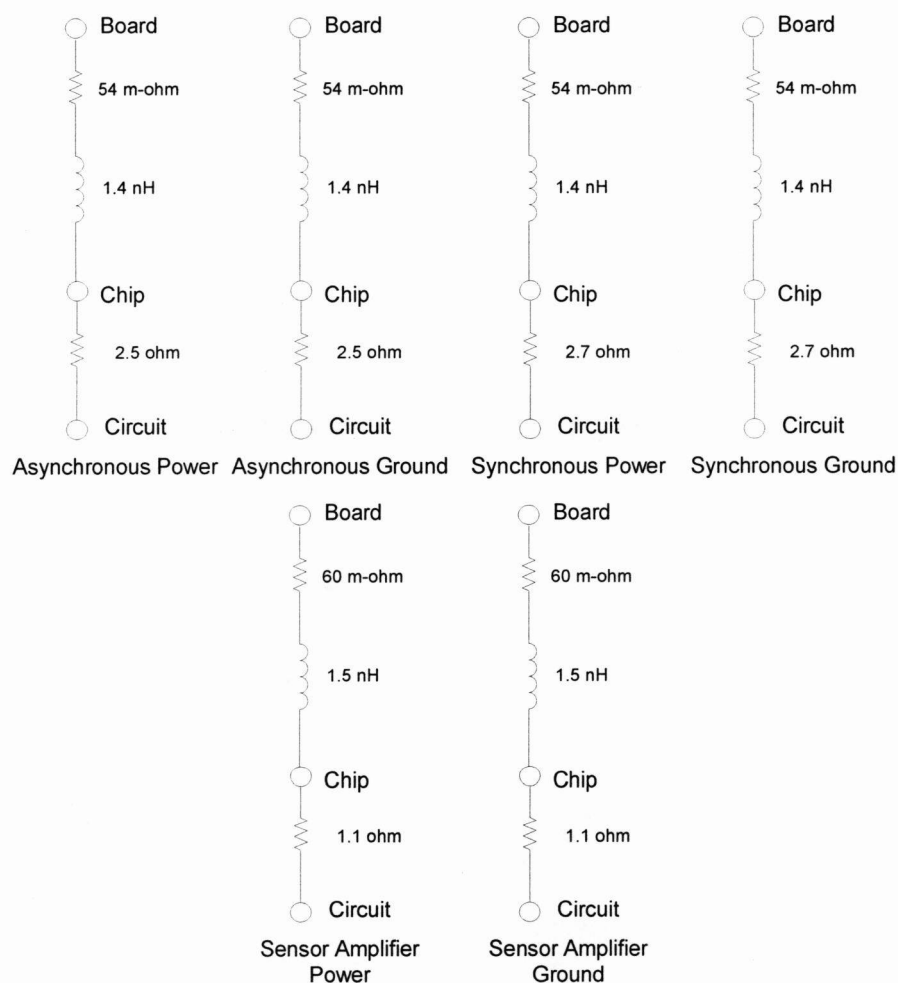 Board Board Board Board
54 m-ohm 54 m-ohm 54 m-ohm 54 m-ohm
1.4 nH 1.4 nH 1.4 nH 1.4 nH
Chip Chip Chip Chip
2.5 ohm 2.5 ohm 2.7 ohm 2.7 ohm
Circuit Circuit Circuit Circuit
Asynchronous Power Asynchronous Ground Synchronous Power Synchronous Ground
Board Board
60 m-ohm 60 m-ohm
1.5 nH 1.5 nH
Chip Chip
1.1 ohm 1.1 ohm
Circuit Circuit
Sensor Amplifier Sensor Amplifier
Power Ground